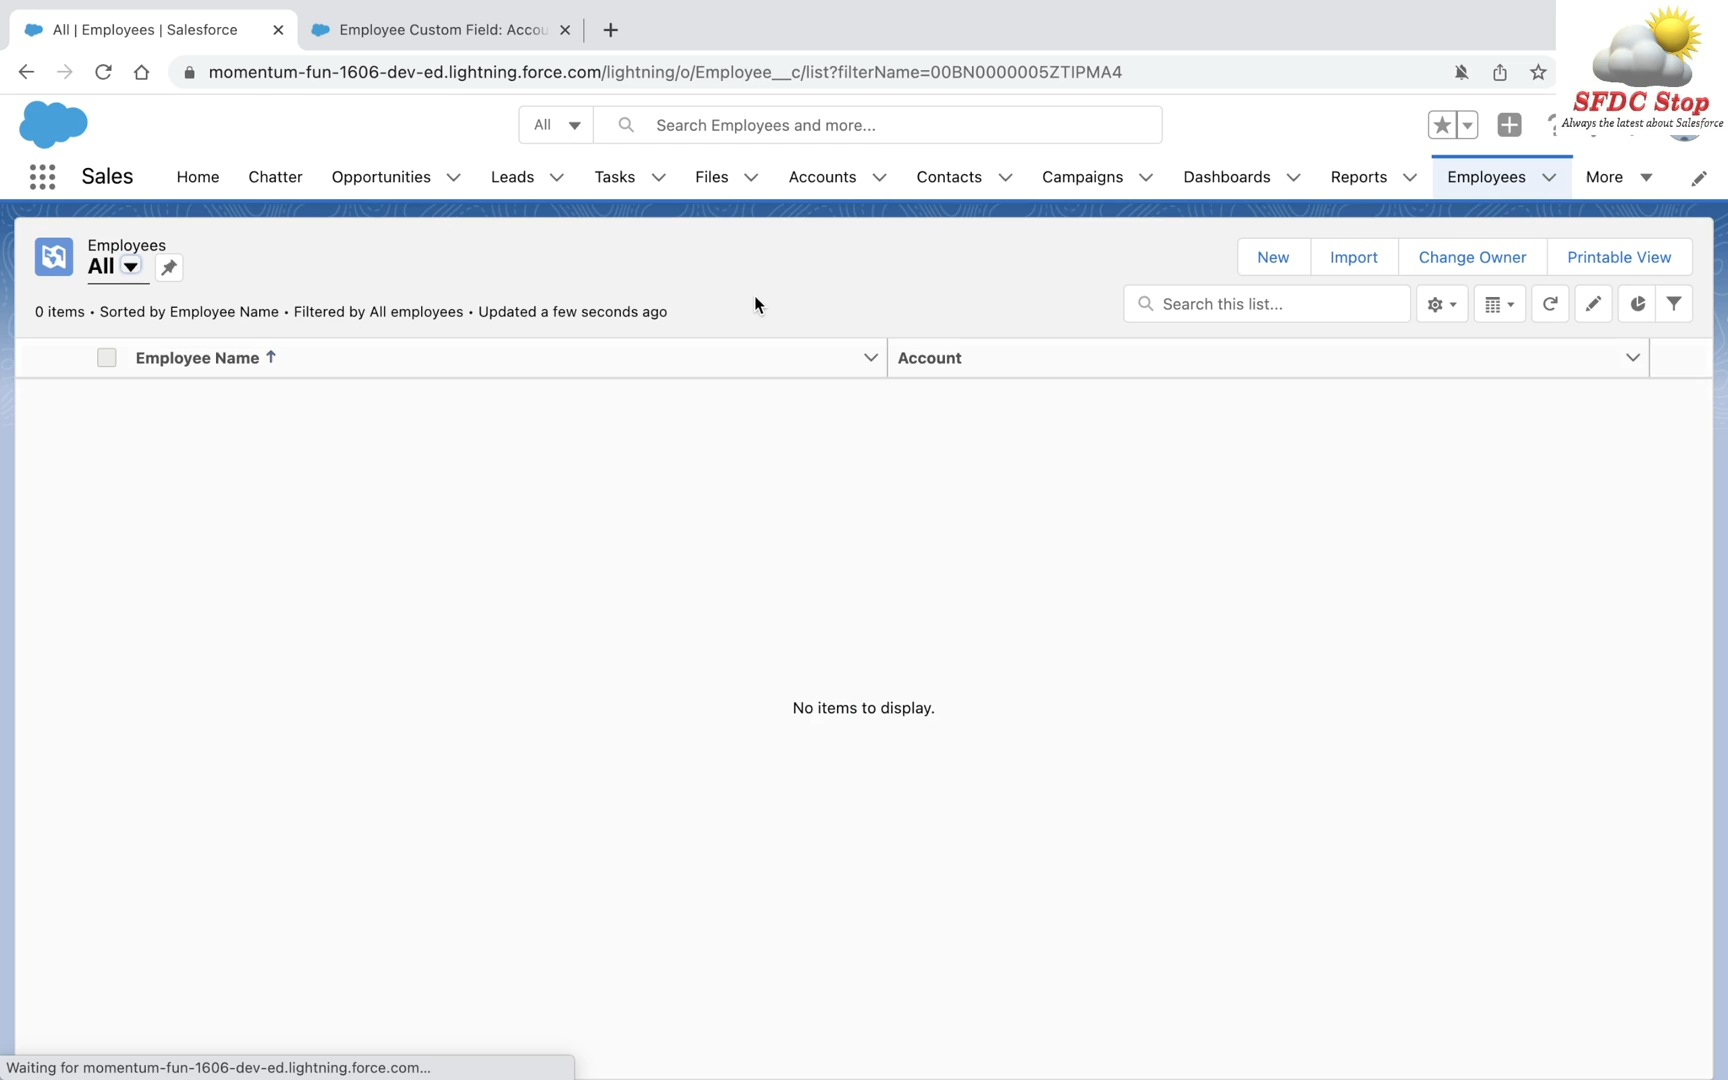 All | Employees | Salesforce
Employee Custom Field: Accou
momentum-fun-1606-dev-ed.lightning.force.com/lightning/o/Employee__c/list?filterName=00BN0000005ZTIPMA4
SFDC Stop
Always the latest about Salesforce
All
Search Employees and more...
Sales
Home
Chatter
Opportunities
Leads
Tasks
Files
Accounts
Contacts
Campaigns
Dashboards
Reports
Employees
More
Employees
All
New
Import
Change Owner
Printable View
0 items • Sorted by Employee Name • Filtered by All employees • Updated a few seconds ago
Search this list...
Employee Name
Account
No items to display.
Waiting for momentum-fun-1606-dev-ed.lightning.force.com...